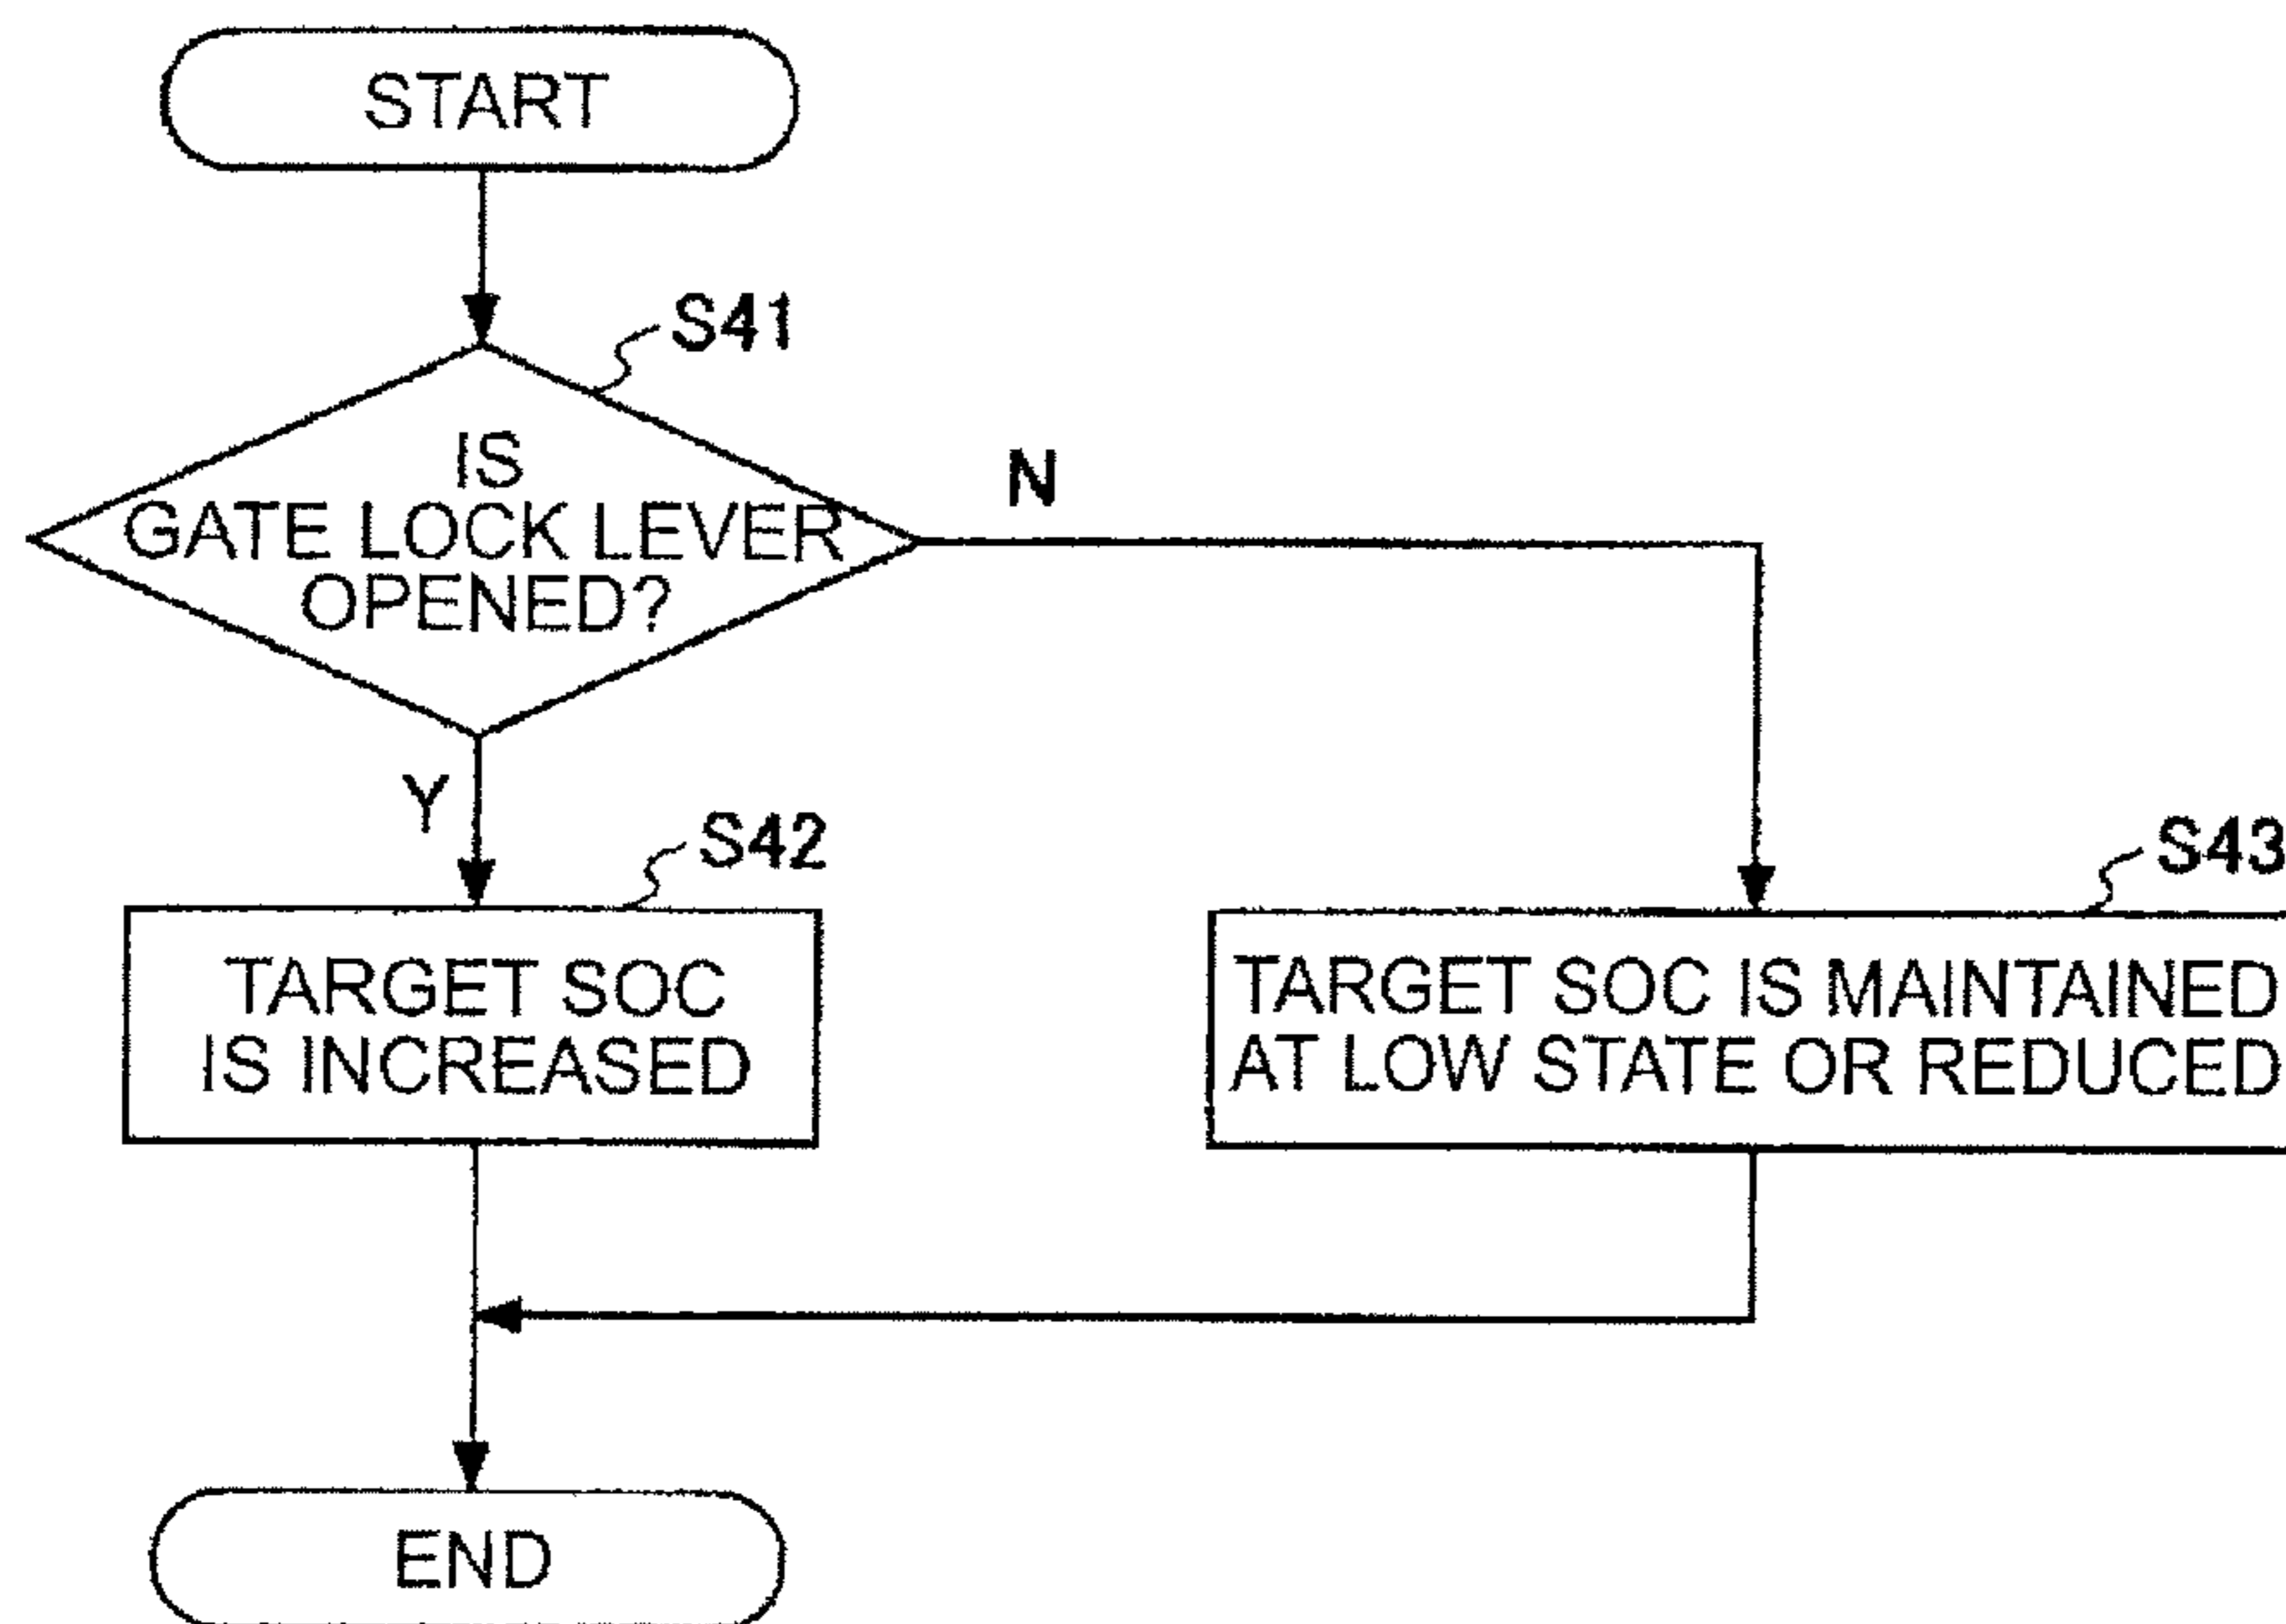 START
S41
IS
GATE LOCK LEVER
OPENED?
N
Y
S42
S43
TARGET SOC
IS INCREASED
TARGET SOC IS MAINTAINED
AT LOW STATE OR REDUCED
END